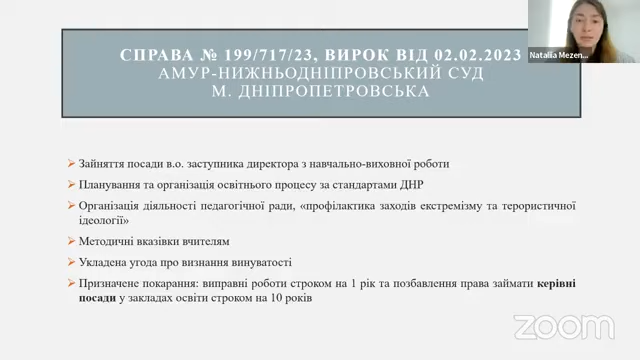 СПРАВА № 199/717/23, ВИРОК ВІД 02.02.2023
АМУР-НИЖНЬОДНІПРОВСЬКИЙ СУД
М. ДНІПРОПЕТРОВСЬКА
Nataliia Mezen...
Зайняття посади в.о. заступника директора з навчально-виховної роботи
Планування та організація освітнього процесу за стандартами ДНР
Організація діяльності педагогічної ради, «профілактика заходів екстремізму та терористичної
ідеології»
Методичні вказівки вчителям
Укладена угода про визнання винуватості
Призначене покарання: виправні роботи строком на 1 рік та позбавлення права займати керівні
посади у закладах освіти строком на 10 років
zoom